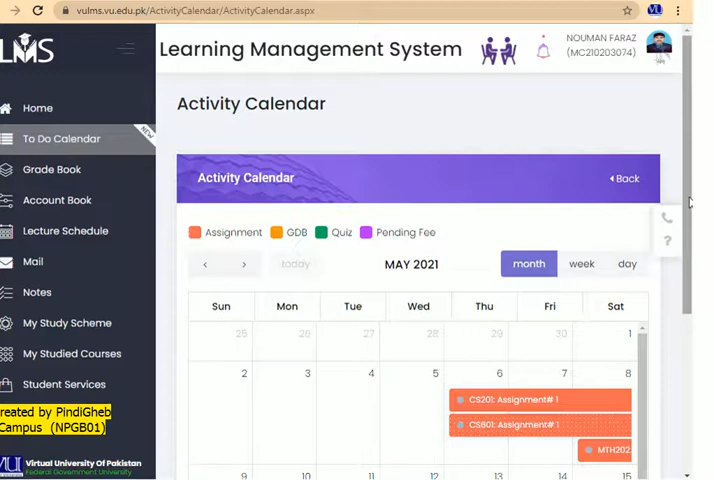 vulms.vu.edu.pk/ActivityCalendar/ActivityCalendar.aspx
LMS
Learning Management System
NOUMAN FARAZ
(MC210203074)
Home
To Do Calendar
NEW
Grade Book
Account Book
Lecture Schedule
Mail
Notes
My Study Scheme
My Studied Courses
Student Services
reated by PindiGheb
Campus (NPGB01)
VU
Virtual University Of Pakistan
Federal Government University
Activity Calendar
Activity Calendar
Back
Assignment GDB Quiz Pending Fee
< > today MAY 2021 month week day
Sun Mon Tue Wed Thu Fri Sat
25 26 27 28 29 30 1
2 3 4 5 6 7 8
CS201: Assignment# 1
CS601: Assignment# 1
MTH202:
9 10 11 12 13 14 15
?